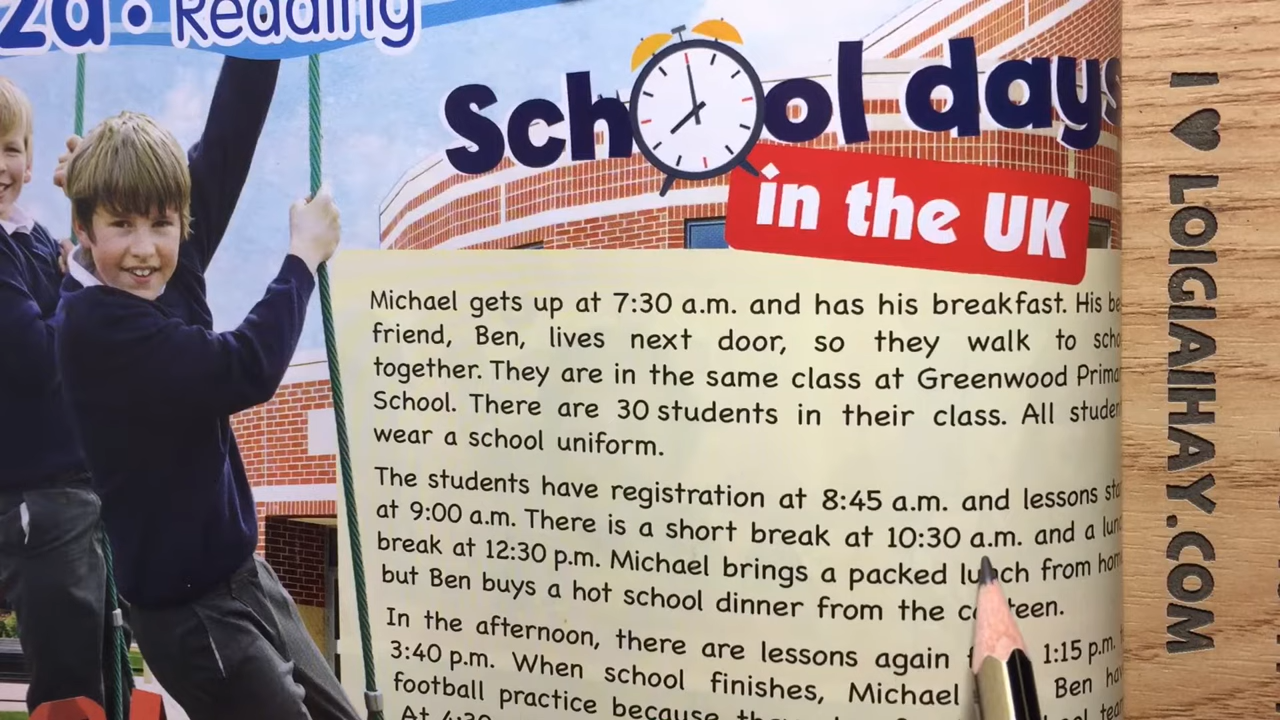 2a • Reading
School days
in the UK
Michael gets up at 7:30 a.m. and has his breakfast. His
friend, Ben, lives next door, so they walk to
together. They are in the same class at Greenwood
School. There are 30 students in their class. All
wear a school uniform.
The students have registration at 8:45 a.m. and lessons
at 9:00 a.m. There is a short break at 10:30 a.m. and a
break at 12:30 p.m. Michael brings a packed lunch from
but Ben buys a hot school dinner from the canteen.
In the afternoon, there are lessons again 1:15 p.m.
3:40 p.m. When school finishes, Michael Ben
football practice because
At 4:30
I ♥ LOIGIAIHAY.COM